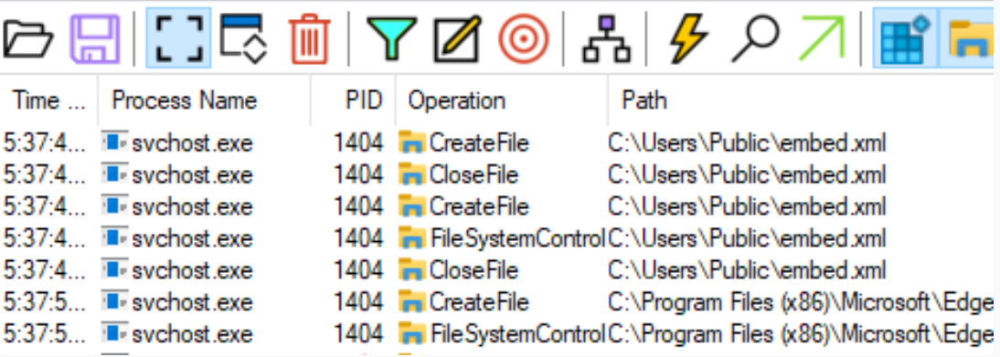 Time ... Process Name PID Operation Path
5:37:4... svchost.exe 1404 CreateFile C:\Users\Public\embed.xml
5:37:4... svchost.exe 1404 CloseFile C:\Users\Public\embed.xml
5:37:4... svchost.exe 1404 CreateFile C:\Users\Public\embed.xml
5:37:4... svchost.exe 1404 FileSystemControl C:\Users\Public\embed.xml
5:37:4... svchost.exe 1404 CloseFile C:\Users\Public\embed.xml
5:37:5... svchost.exe 1404 CreateFile C:\Program Files (x86)\Microsoft\Edge
5:37:5... svchost.exe 1404 FileSystemControl C:\Program Files (x86)\Microsoft\Edge